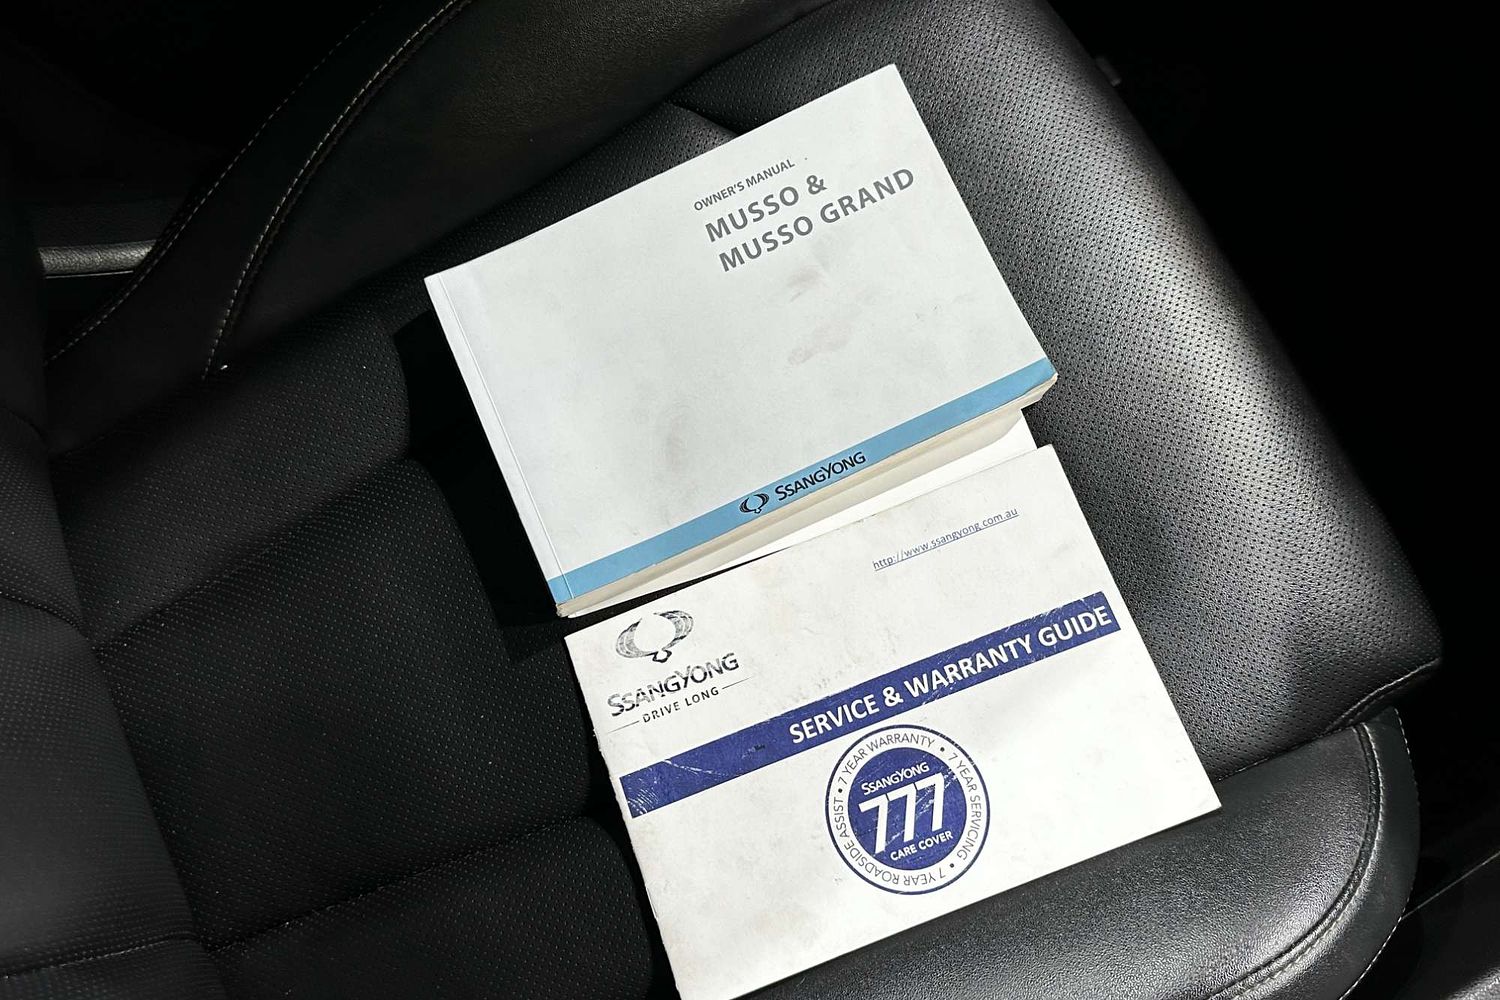 OWNER'S MANUAL
MUSSO &
MUSSO GRAND
SSANGYONG
http://www.ssangyong.com.au
SSANGYONG
DRIVE LONG
SERVICE & WARRANTY GUIDE
7 YEAR WARRANTY • 7 YEAR SERVICING • 7 YEAR ROADSIDE ASSIST •
SSANGYONG
777
CARE COVER